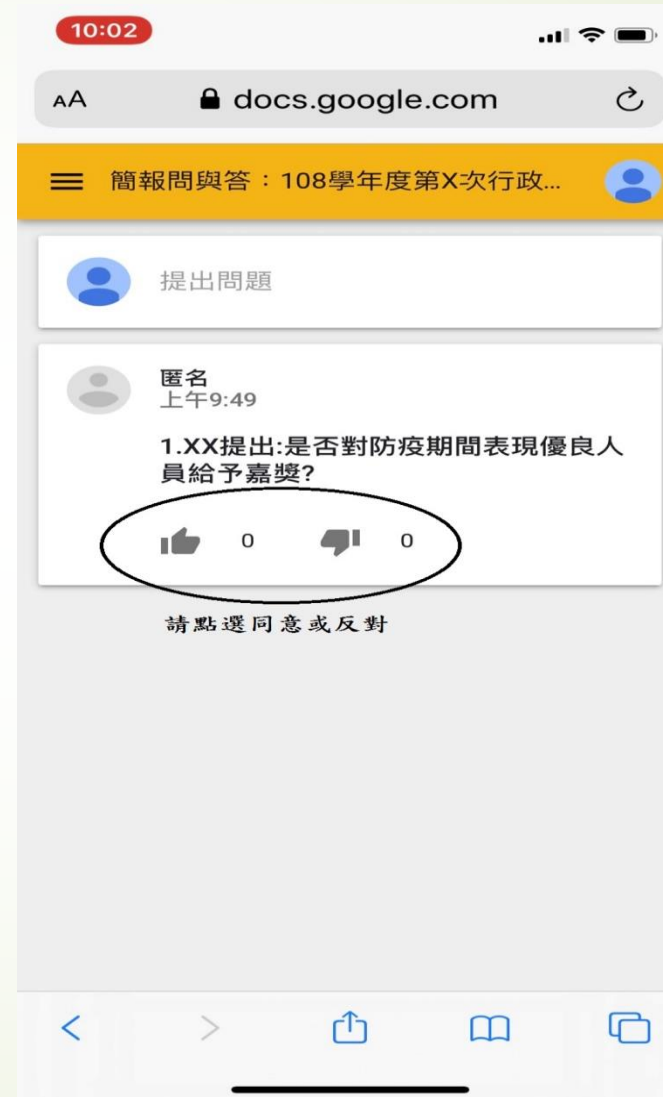 10:02
AA docs.google.com
簡報問與答：108學年度第X次行政...
提出問題
匿名
上午9:49
1.XX提出:是否對防疫期間表現優良人
員給予嘉獎?
0 0
請點選同意或反對